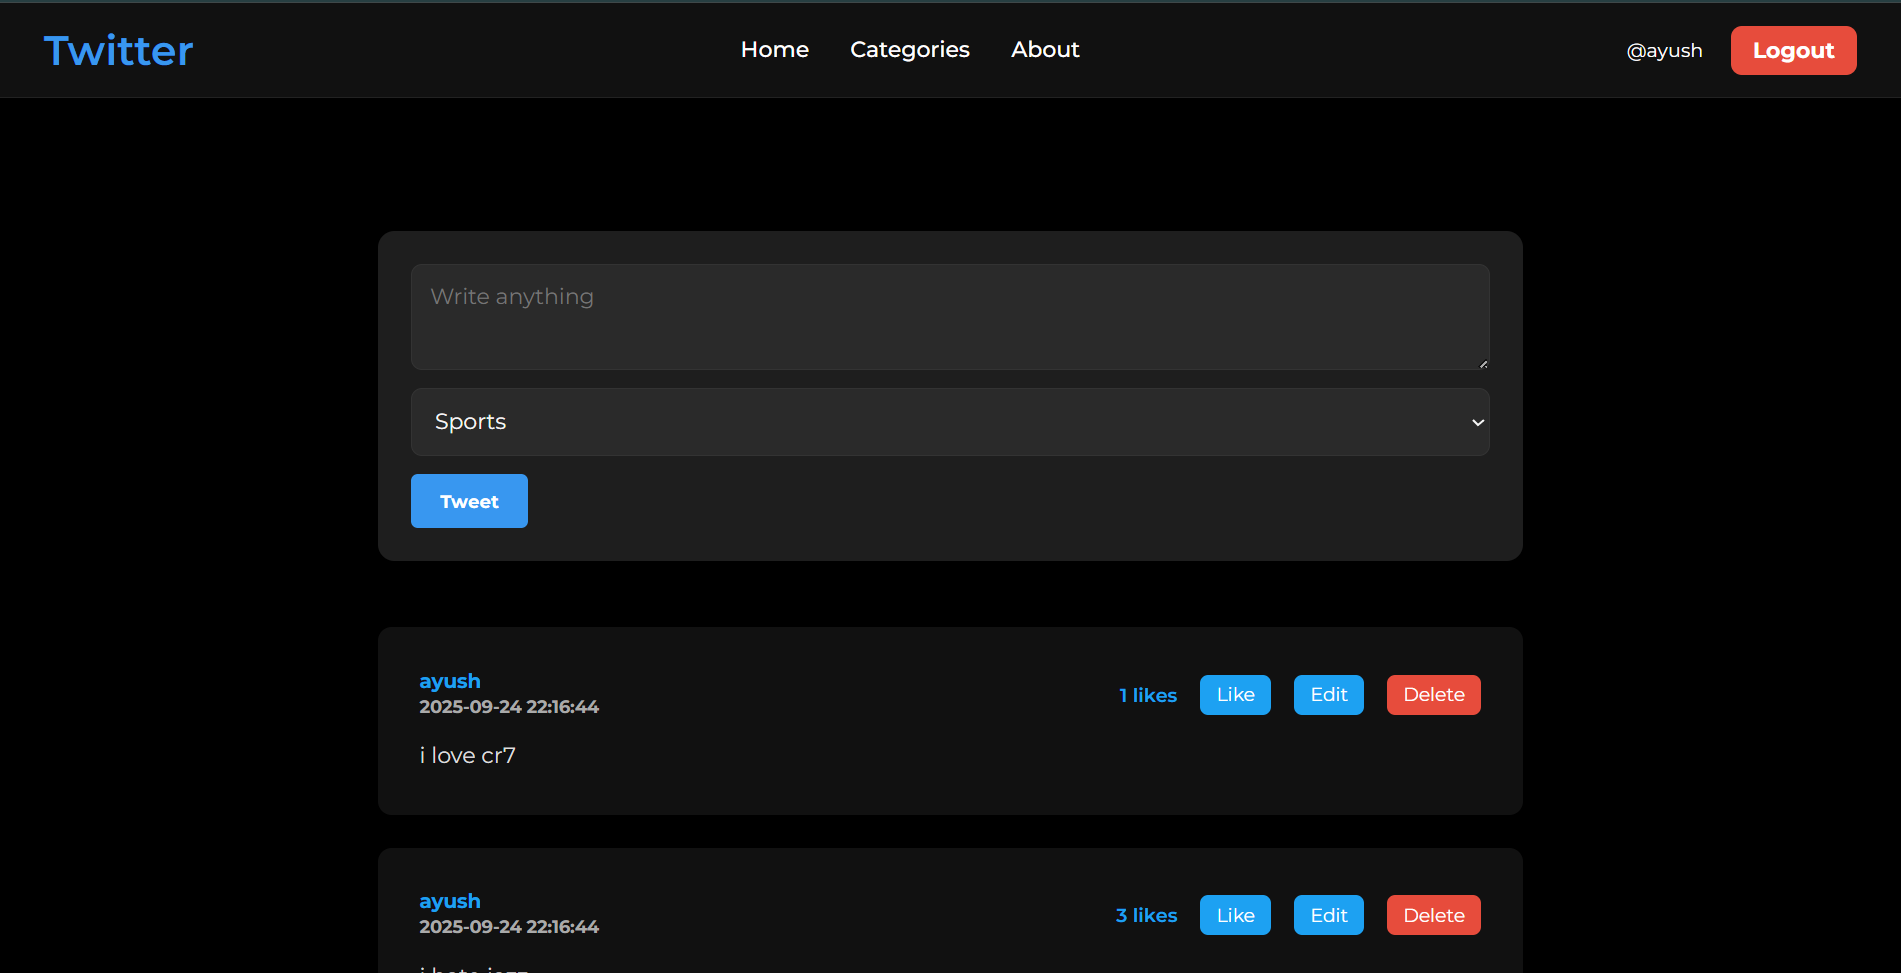 Twitter
Home Categories About
@ayush Logout
Write anything
Sports
Tweet
ayush
2025-09-24 22:16:44
1 likes Like Edit Delete
i love cr7
ayush
2025-09-24 22:16:44
3 likes Like Edit Delete